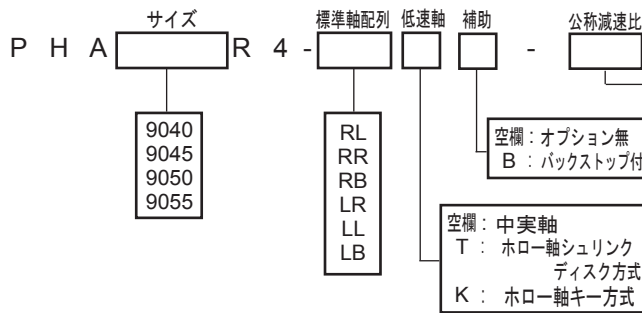 サイズ 標準軸配列 低速軸 補助 公称減速比
P H A R 4 - -
9040
9045
9050
9055
RL
RR
RB
LR
LL
LB
空欄：オプション無
B ：バックストップ付
空欄：中実軸
T ： ホロー軸シュリンク
ディスク方式
K ： ホロー軸キー方式